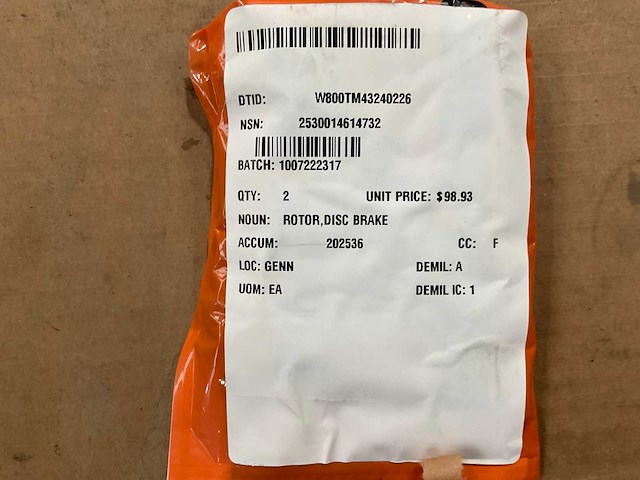 DTID: W800TM43240226
NSN: 2530014614732
BATCH: 1007222317
QTY: 2 UNIT PRICE: $98.93
NOUN: ROTOR,DISC BRAKE
ACCUM: 202536 CC: F
LOC: GENN DEMIL: A
UOM: EA DEMIL IC: 1